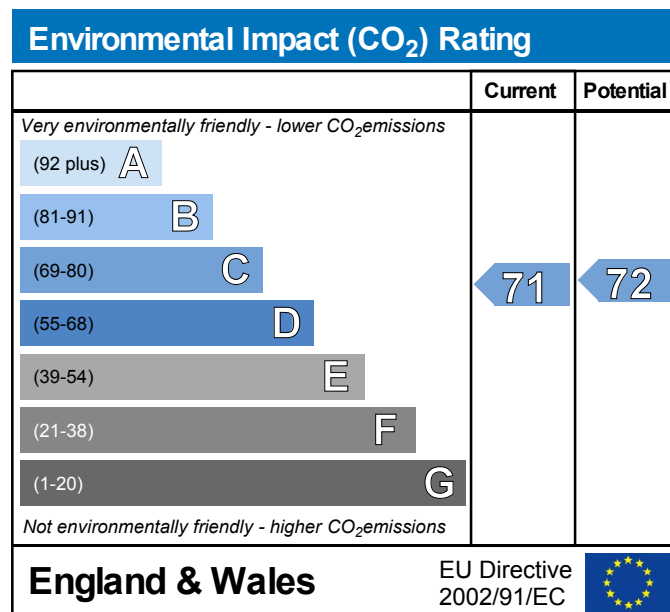 Environmental Impact (CO₂) Rating
Current Potential
Very environmentally friendly - lower CO₂emissions
(92 plus) A
(81-91) B
(69-80) C
71 72
(55-68) D
(39-54) E
(21-38) F
(1-20) G
Not environmentally friendly - higher CO₂emissions
England & Wales
EU Directive
2002/91/EC